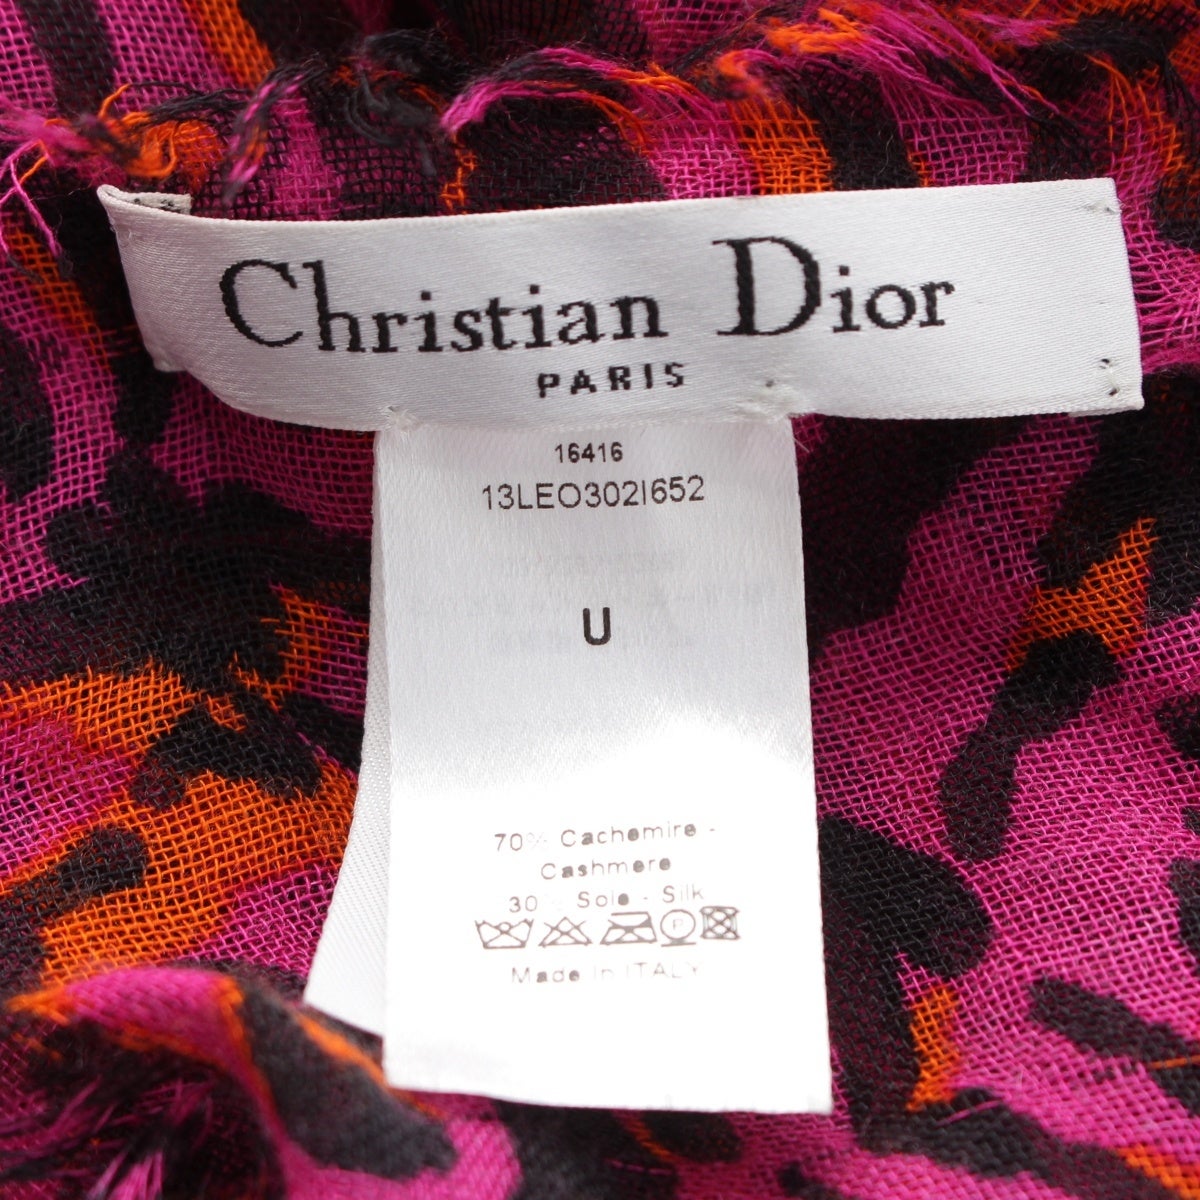 Christian Dior
PARIS
16416
13LEO302I652
U
70% Cachemire -
Cashmere
30% Soie - Silk
P
Made in ITALY